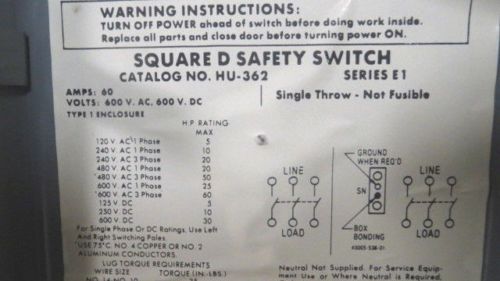 WARNING INSTRUCTIONS:
TURN OFF POWER ahead of switch before doing work inside.
Replace all parts and close door before turning power ON.
SQUARE D SAFETY SWITCH
CATALOG NO. HU-362 SERIES E1
AMPS: 60
VOLTS: 600 V. AC, 600 V. DC
Single Throw - Not Fusible
TYPE 1 ENCLOSURE
H.P. RATING
MAX
120 V. AC 1 Phase 5
240 V. AC 1 Phase 10
240 V. AC 3 Phase 20
480 V. AC 1 Phase 20
480 V. AC 3 Phase 50
600 V. AC 1 Phase 25
600 V. AC 3 Phase 60
125 V. DC 5
250 V. DC 10
600 V. DC 30
For Single Phase Or DC Ratings, Use Left
And Right Switching Poles
USE 75°C NO. 4 COPPER OR NO. 2
ALUMINUM CONDUCTORS.
LUG TORQUE REQUIREMENTS
WIRE SIZE TORQUE (IN.-LBS.)
GROUND
WHEN REQ'D
LINE
LINE
SN
LOAD
LOAD
BOX
BONDING
Neutral Not Supplied. For Service Equip-
ment Use Or Where Neutral Is Required